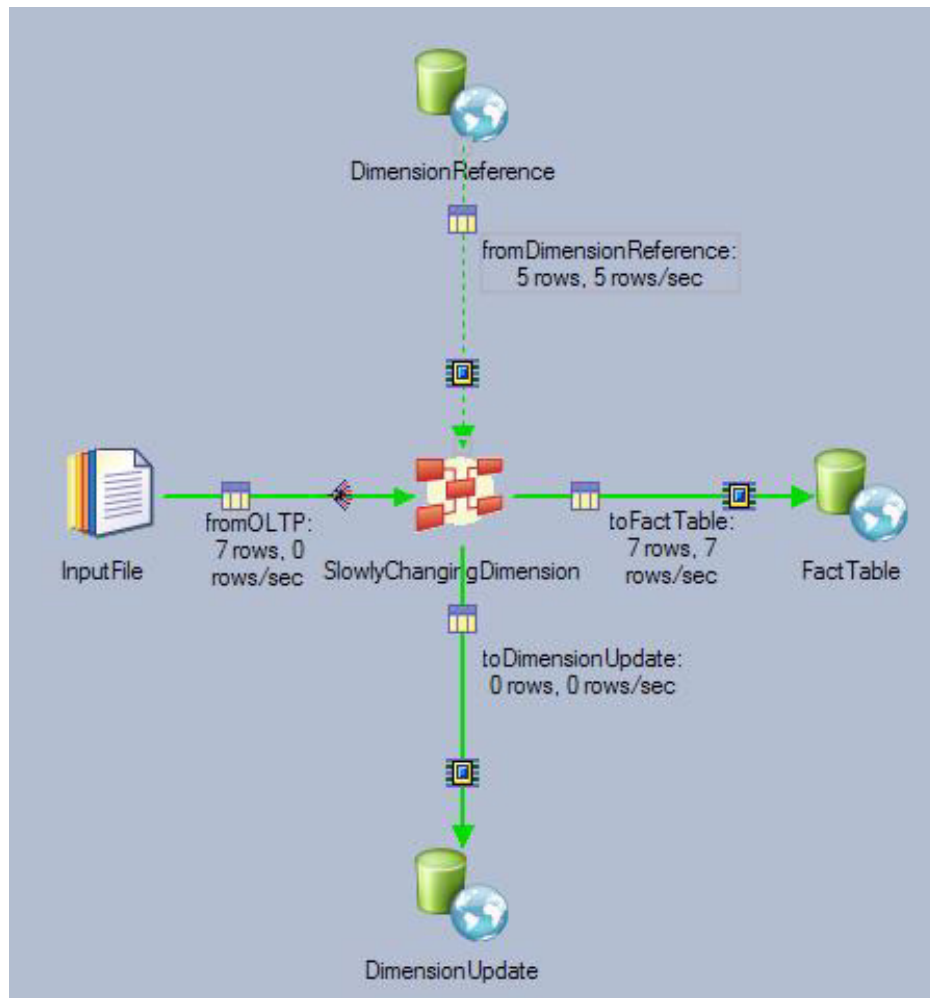 DimensionReference
fromDimensionReference:
5 rows, 5 rows/sec
fromOLTP:
7 rows, 0
rows/sec
toFactTable:
7 rows, 7
rows/sec
InputFile
SlowlyChangingDimension
FactTable
toDimensionUpdate:
0 rows, 0 rows/sec
DimensionUpdate